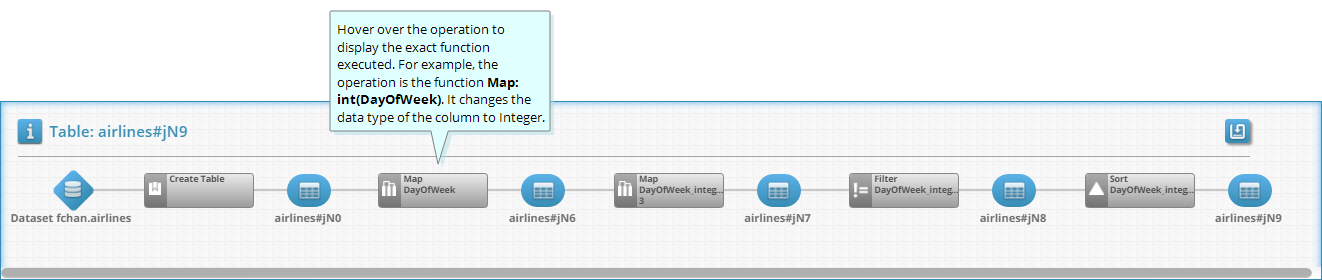 Hover over the operation to
display the exact function
executed. For example, the
operation is the function Map:
int(DayOfWeek). It changes the
data type of the column to Integer.
Table: airlines#jN9
Create Table
Map
DayOfWeek
Map
DayOfWeek_integ...
3
Filter
DayOfWeek_integ...
Sort
DayOfWeek_integ...
Dataset fchan.airlines
airlines#jN0
airlines#jN6
airlines#jN7
airlines#jN8
airlines#jN9